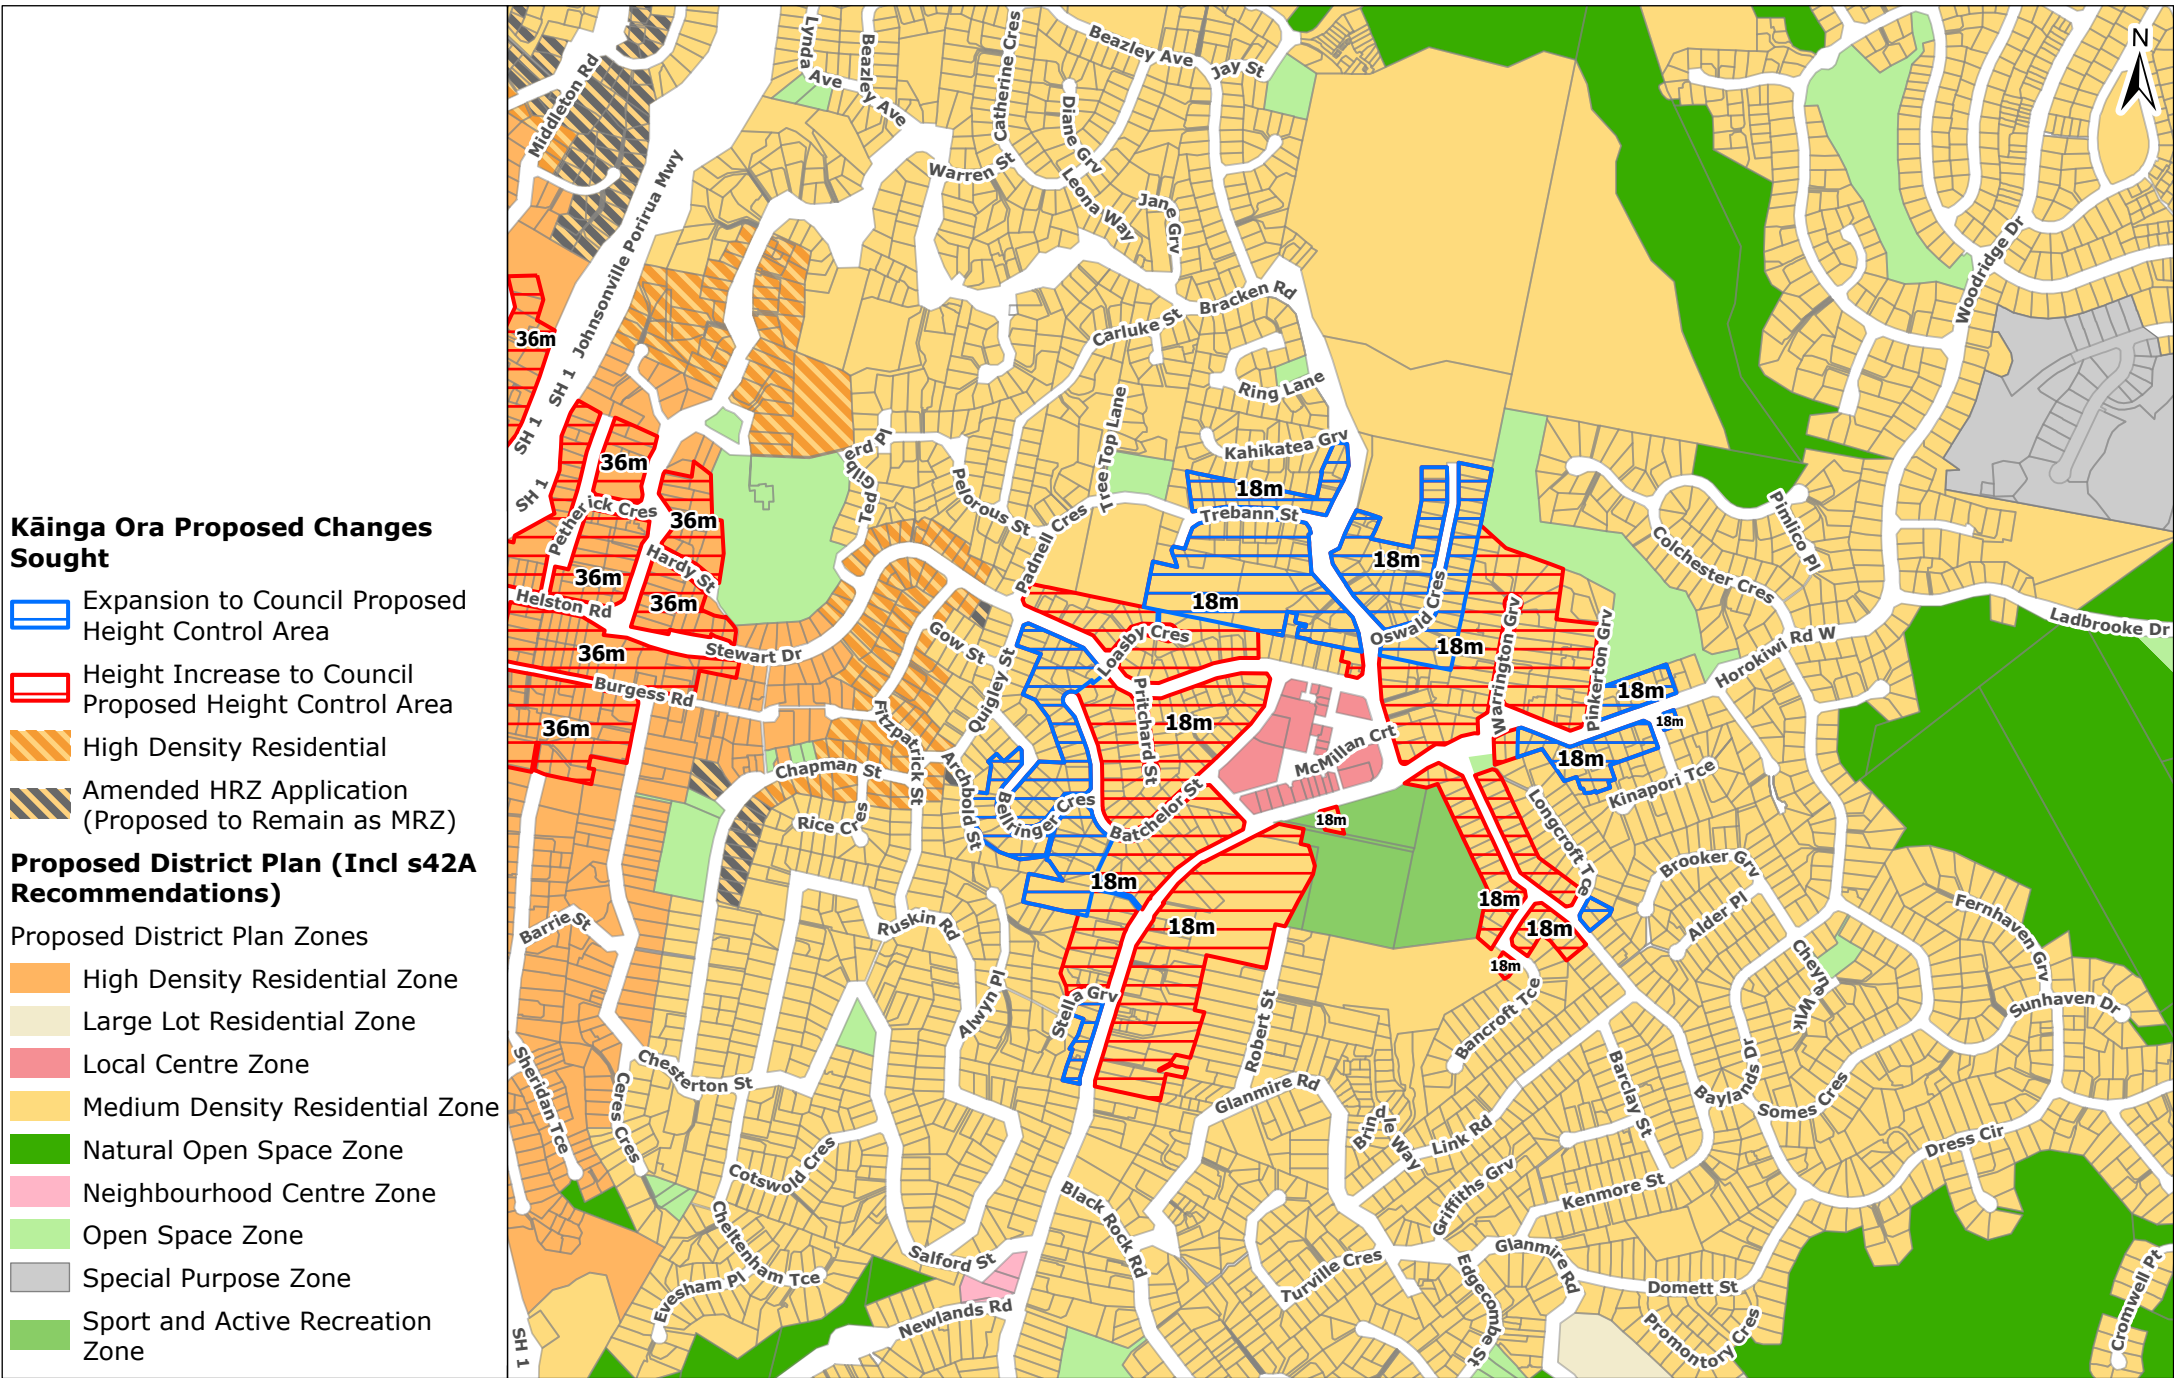 Kāinga Ora Proposed Changes
Sought
Expansion to Council Proposed
Height Control Area
Height Increase to Council
Proposed Height Control Area
High Density Residential
Amended HRZ Application
(Proposed to Remain as MRZ)
Proposed District Plan (Incl s42A
Recommendations)
Proposed District Plan Zones
High Density Residential Zone
Large Lot Residential Zone
Local Centre Zone
Medium Density Residential Zone
Natural Open Space Zone
Neighbourhood Centre Zone
Open Space Zone
Special Purpose Zone
Sport and Active Recreation
Zone
N
Middleton Rd
Lynda Ave
Beazley Ave
Catherine Cres
Beazley Ave
Jay St
Diane Grv
Warren St
Leona Way
Jane Grv
SH 1 Johnsonville Porirua Mwy
Bracken Rd
Carluke St
Woodridge Dr
36m
SH 1
SH 1
Ring Lane
Kahikatea Grv
Tree Top Lane
Ted Gilberd Pl
Pelorous St
Padnell Cres
36m
18m
Trebann St
Petherick Cres
36m
Pimlico Pl
Colchester Cres
Hardy St
18m
36m
18m
36m
Helston Rd
Oswald Cres
Warrington Grv
Pinkerton Grv
Ladbrooke Dr
Horokiwi Rd W
Loasby Cres
Gow St
Quigley St
Stewart Dr
36m
18m
Burgess Rd
18m
18m
Pritchard St
18m
36m
Fitzpatrick St
McMillan Crt
18m
Chapman St
Archbold St
Kinapori Tce
Bellringer Cres
Batchelor St
Longcroft Tce
Rice Cres
18m
Brooker Grv
18m
18m
Alder Pl
Fernhaven Grv
Barrie St
Ruskin Rd
18m
18m
Cheyne Wlk
18m
Alwyn Pl
Stella Grv
Bancroft Tce
Sunhaven Dr
Robert St
Sheridan Tce
Chesterton St
Ceres Cres
Glanmire Rd
Brindle Way
Link Rd
Barclay St
Baylands Dr
Somes Cres
Dress Cir
Cotswold Cres
Black Rock Rd
Griffiths Grv
Kenmore St
Cheltenham Tce
Salford St
Evesham Pl
Turville Cres
Glanmire Rd
Edgecombe St
Domett St
Promontory Cres
Cromwell Pt
Newlands Rd
SH 1